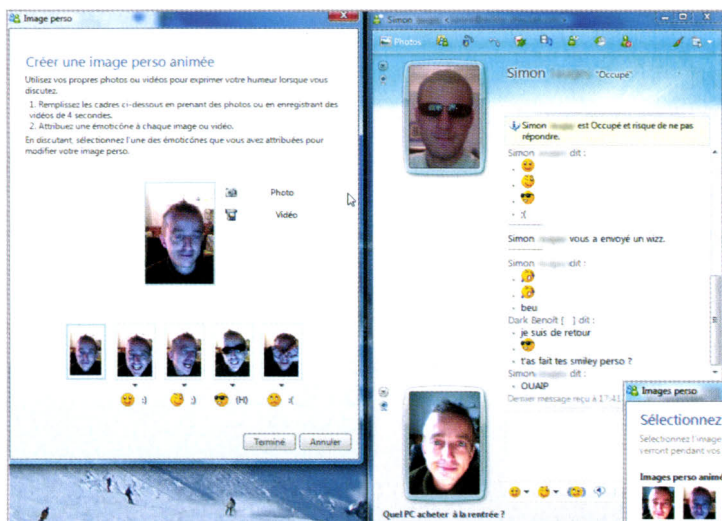 Image perso
Créer une image perso animée
Utilisez vos propres photos ou vidéos pour exprimer votre humeur lorsque vous
discutez.
1. Remplissez les cadres ci-dessous en prenant des photos ou en enregistrant des
vidéos de 4 secondes.
2. Attribuez une émoticône à chaque image ou vidéo.
En discutant, sélectionnez l'une des émoticônes que vous avez attribuées pour
modifier votre image perso.
Photo
Vidéo
:) ;) (H) :(
Terminé Annuler
Simon
Photos
Simon "Occupé"
Simon est Occupé et risque de ne pas
répondre.
Simon dit :
:(
Simon vous a envoyé un wizz.
Simon dit :
beu
Dark Benoît [ ] dit :
je suis de retour
t'as fait tes smiley perso ?
Simon dit :
OUAIP
Dernier message reçu à 17:41
Quel PC acheter à la rentrée ?
Images perso
Sélectionnez
Sélectionnez l'image
verront pendant vos
Images perso animé